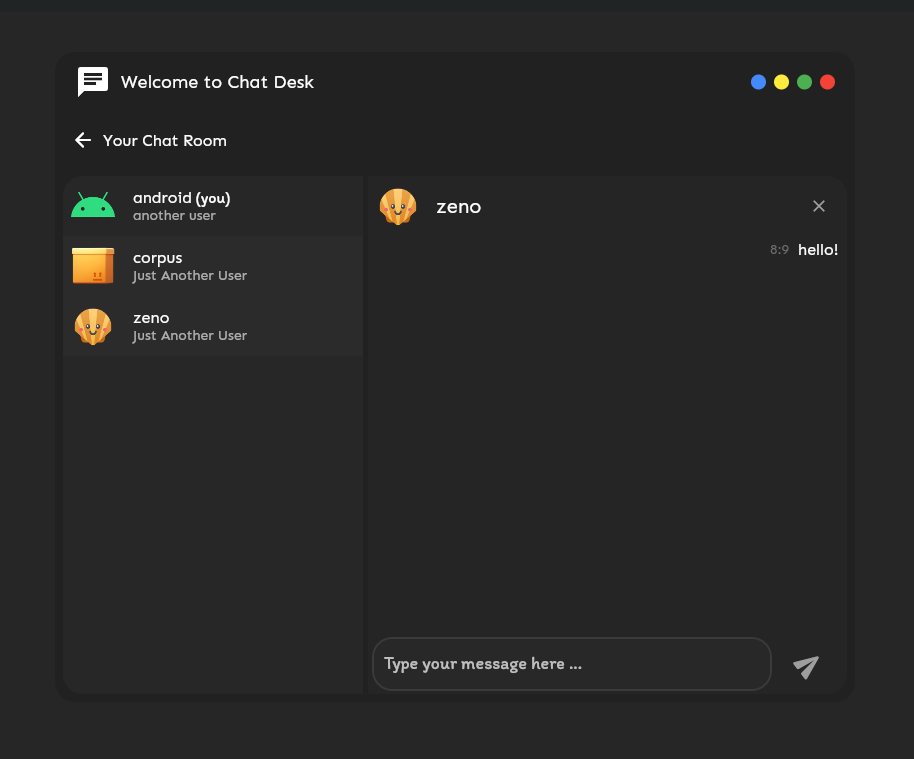 Welcome to Chat Desk
Your Chat Room
android (you)
another user
corpus
Just Another User
zeno
Just Another User
zeno
8:9 hello!
Type your message here ...